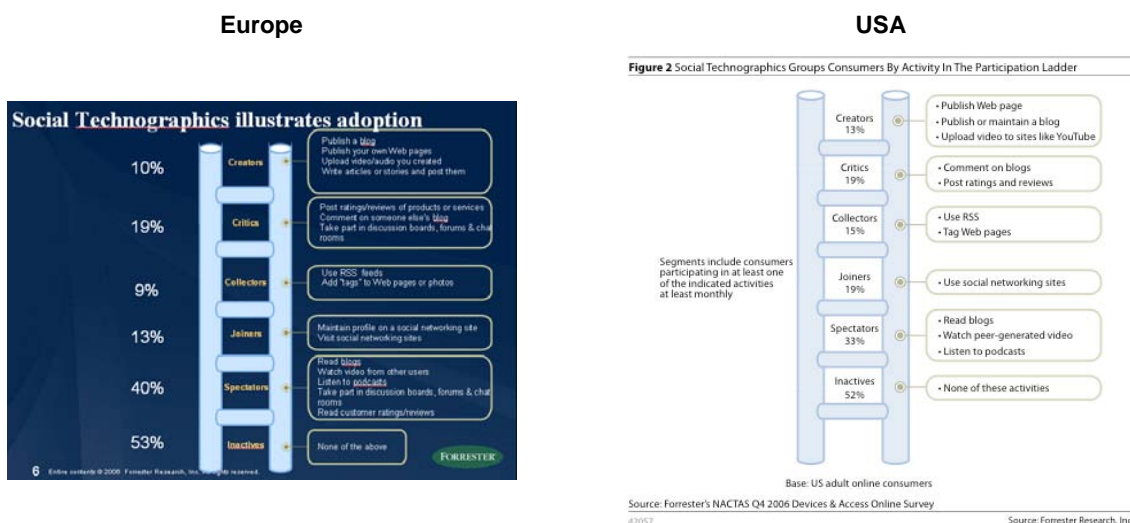 Europe
USA
Social Technographics illustrates adoption
10%
Creators
Publish a blog
Publish your own Web pages
Upload video/audio you created
Write articles or stories and post them
19%
Critics
Post ratings/reviews of products or services
Comment on someone else's blog
Take part in discussion boards, forums & chat
rooms
9%
Collectors
Use RSS feeds
Add "tags" to Web pages or photos
13%
Joiners
Maintain profile on a social networking site
Visit social networking sites
40%
Spectators
Read blogs
Watch video from other users
Listen to podcasts
Take part in discussion boards, forums & chat
rooms
Read customer ratings/reviews
53%
Inactives
None of the above
FORRESTER
6 Entire contents © 2006 Forrester Research, Inc. All rights reserved.
Figure 2 Social Technographics Groups Consumers By Activity In The Participation Ladder
Creators
13%
• Publish Web page
• Publish or maintain a blog
• Upload video to sites like YouTube
Critics
19%
• Comment on blogs
• Post ratings and reviews
Collectors
15%
• Use RSS
• Tag Web pages
Segments include consumers
participating in at least one
of the indicated activities
at least monthly
Joiners
19%
• Use social networking sites
Spectators
33%
• Read blogs
• Watch peer-generated video
• Listen to podcasts
Inactives
52%
• None of these activities
Base: US adult online consumers
Source: Forrester's NACTAS Q4 2006 Devices & Access Online Survey
42057
Source: Forrester Research, Inc.